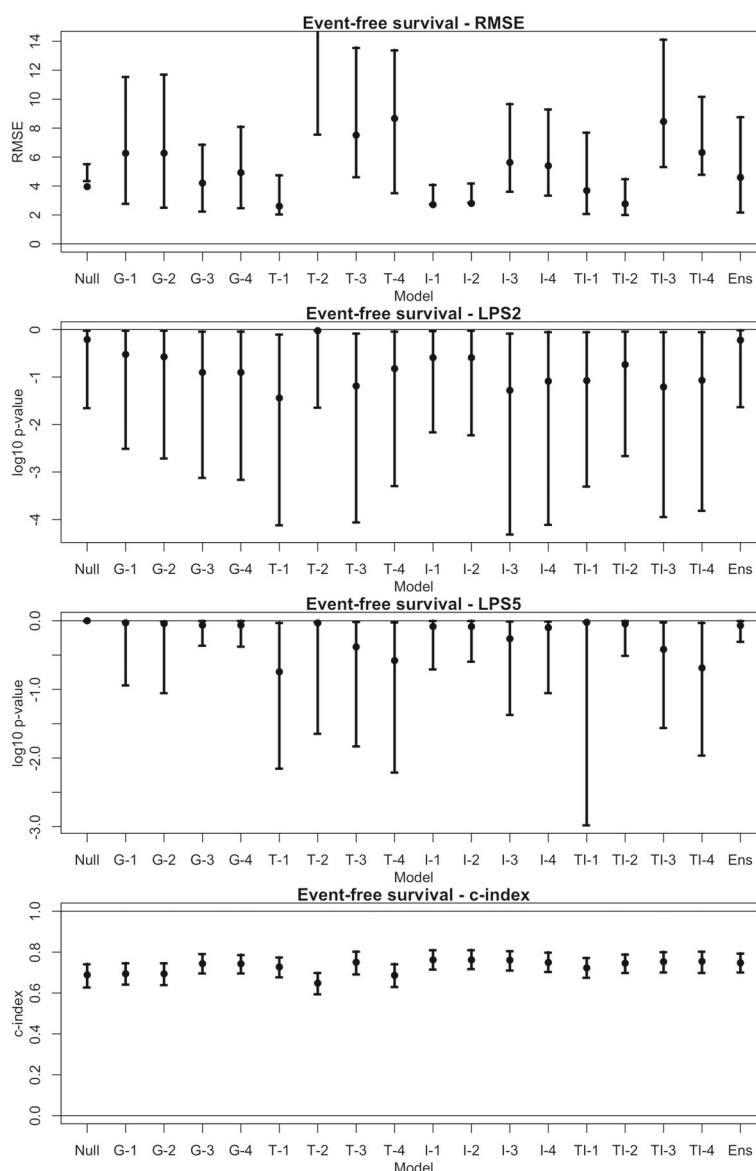 Event-free survival - RMSE
RMSE
14
12
10
8
6
4
2
0
Null G-1 G-2 G-3 G-4 T-1 T-2 T-3 T-4 I-1 I-2 I-3 I-4 TI-1 TI-2 TI-3 TI-4 Ens
Model
Event-free survival - LPS2
log10 p-value
0
-1
-2
-3
-4
Null G-1 G-2 G-3 G-4 T-1 T-2 T-3 T-4 I-1 I-2 I-3 I-4 TI-1 TI-2 TI-3 TI-4 Ens
Model
Event-free survival - LPS5
log10 p-value
0.0
-1.0
-2.0
-3.0
Null G-1 G-2 G-3 G-4 T-1 T-2 T-3 T-4 I-1 I-2 I-3 I-4 TI-1 TI-2 TI-3 TI-4 Ens
Model
Event-free survival - c-index
c-index
1.0
0.8
0.6
0.4
0.2
0.0
Null G-1 G-2 G-3 G-4 T-1 T-2 T-3 T-4 I-1 I-2 I-3 I-4 TI-1 TI-2 TI-3 TI-4 Ens
Model